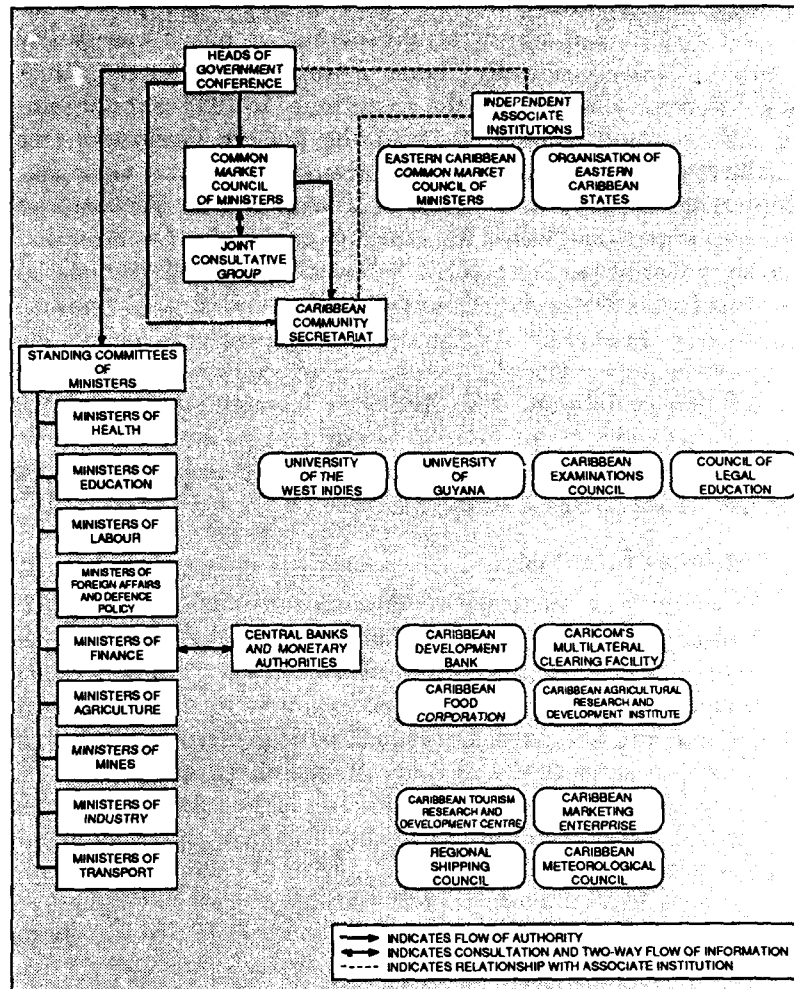 HEADS OF
GOVERNMENT
CONFERENCE
INDEPENDENT
ASSOCIATE
INSTITUTIONS
COMMON
MARKET
COUNCIL
OF MINISTERS
EASTERN CARIBBEAN
COMMON MARKET
COUNCIL OF
MINISTERS
ORGANISATION OF
EASTERN
CARIBBEAN
STATES
JOINT
CONSULTATIVE
GROUP
CARIBBEAN
COMMUNITY
SECRETARIAT
STANDING COMMITTEES
OF
MINISTERS
MINISTERS OF
HEALTH
MINISTERS OF
EDUCATION
UNIVERSITY
OF THE
WEST INDIES
UNIVERSITY
OF
GUYANA
CARIBBEAN
EXAMINATIONS
COUNCIL
COUNCIL OF
LEGAL
EDUCATION
MINISTERS OF
LABOUR
MINISTERS OF
FOREIGN AFFAIRS
AND DEFENCE
POLICY
MINISTERS OF
FINANCE
CENTRAL BANKS
AND MONETARY
AUTHORITIES
CARIBBEAN
DEVELOPMENT
BANK
CARICOM'S
MULTILATERAL
CLEARING FACILITY
MINISTERS OF
AGRICULTURE
CARIBBEAN
FOOD
CORPORATION
CARIBBEAN AGRICULTURAL
RESEARCH AND
DEVELOPMENT INSTITUTE
MINISTERS OF
MINES
MINISTERS OF
INDUSTRY
CARIBBEAN TOURISM
RESEARCH AND
DEVELOPMENT CENTRE
CARIBBEAN
MARKETING
ENTERPRISE
MINISTERS OF
TRANSPORT
REGIONAL
SHIPPING
COUNCIL
CARIBBEAN
METEOROLOGICAL
COUNCIL
INDICATES FLOW OF AUTHORITY
INDICATES CONSULTATION AND TWO-WAY FLOW OF INFORMATION
INDICATES RELATIONSHIP WITH ASSOCIATE INSTITUTION